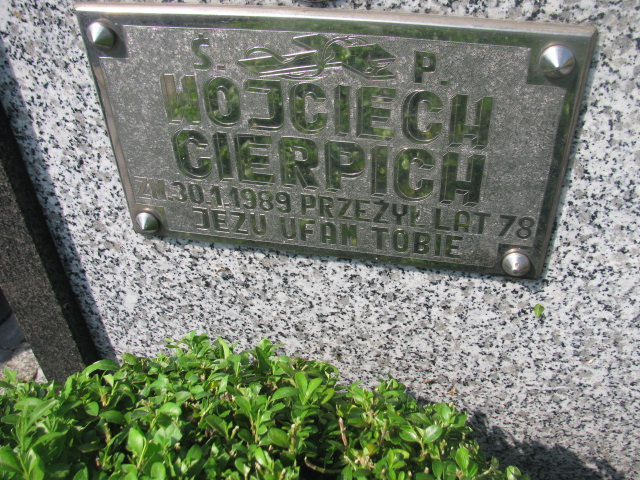 Ś. P.
WOJCIECH
CIERPICH
ZM. 30.1.1989 PRZEŻYŁ LAT 78
JEZU UFAM TOBIE